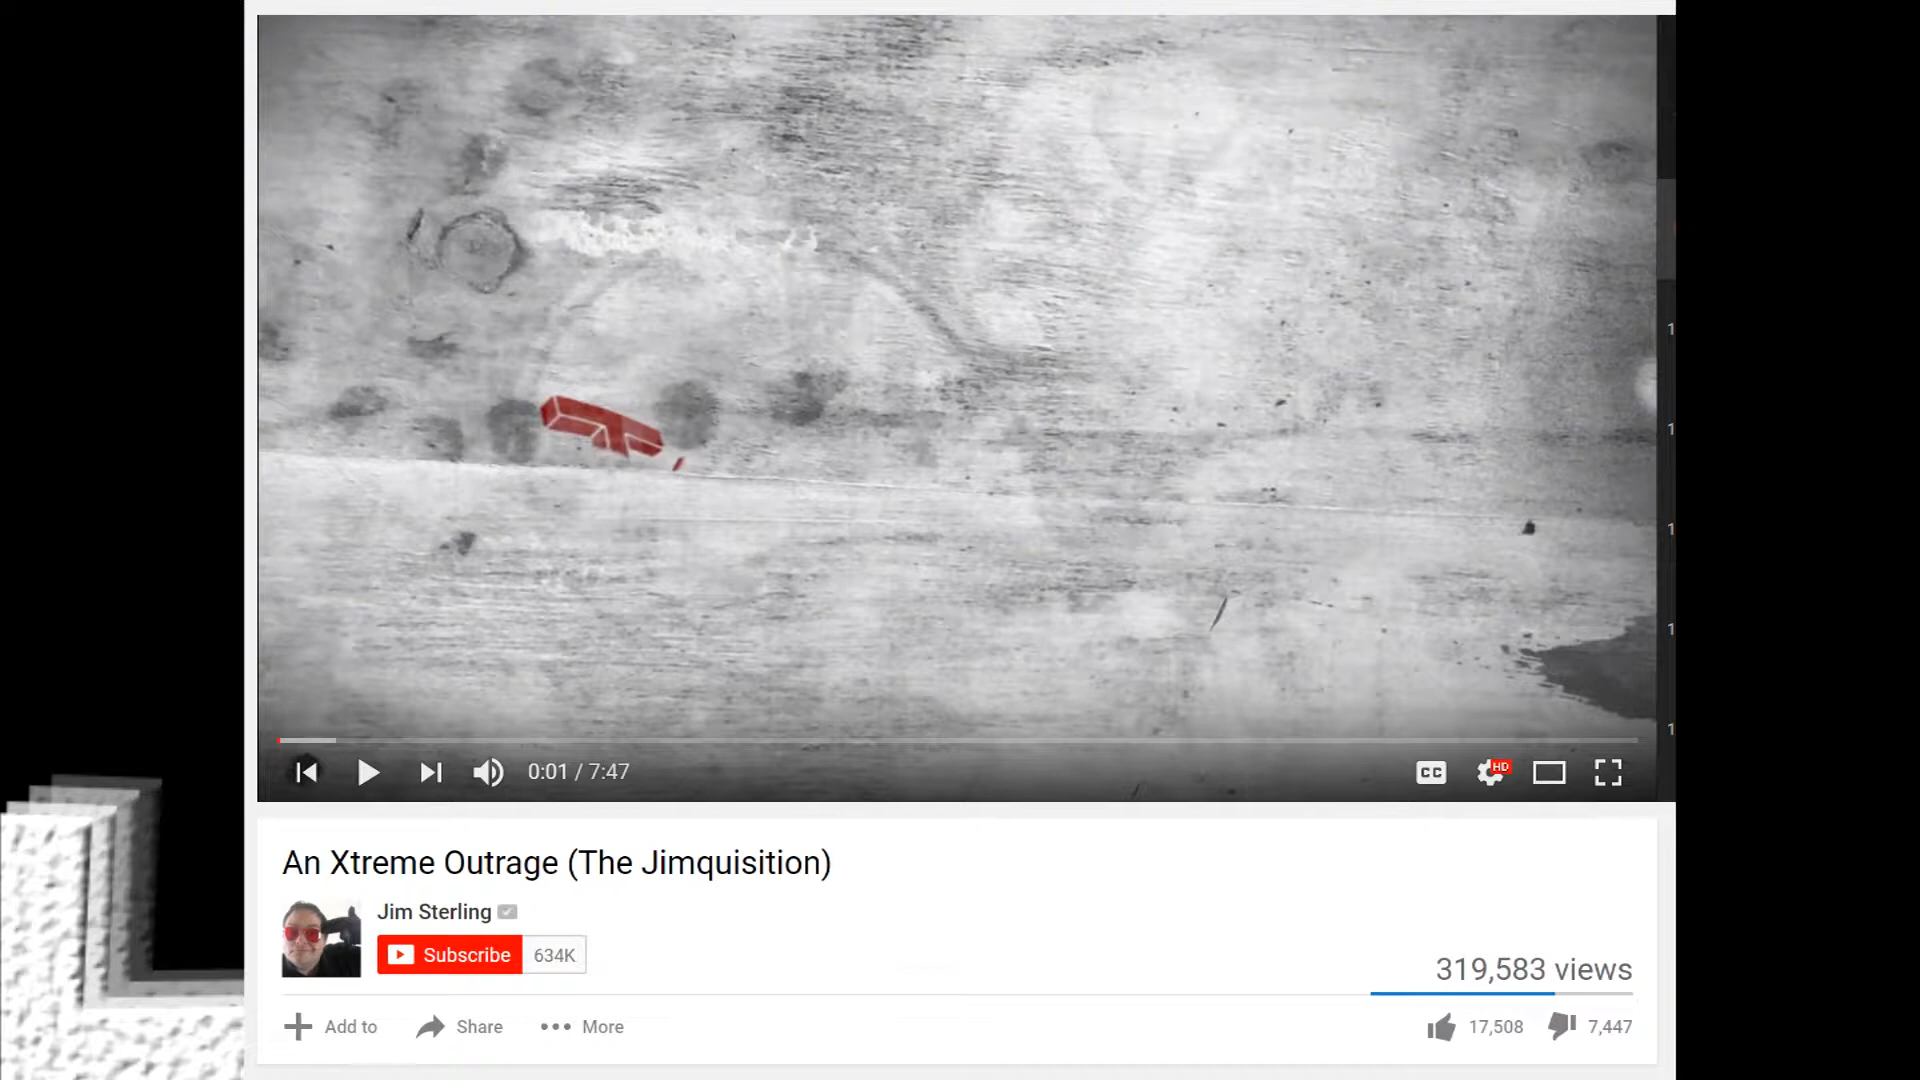 0:01 / 7:47
CC
HD
An Xtreme Outrage (The Jimquisition)
Jim Sterling
Subscribe 634K
319,583 views
Add to Share More
17,508 7,447